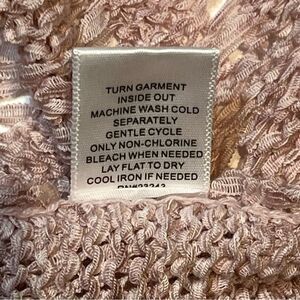 TURN GARMENT
INSIDE OUT
MACHINE WASH COLD
SEPARATELY
GENTLE CYCLE
ONLY NON-CHLORINE
BLEACH WHEN NEEDED
LAY FLAT TO DRY
COOL IRON IF NEEDED